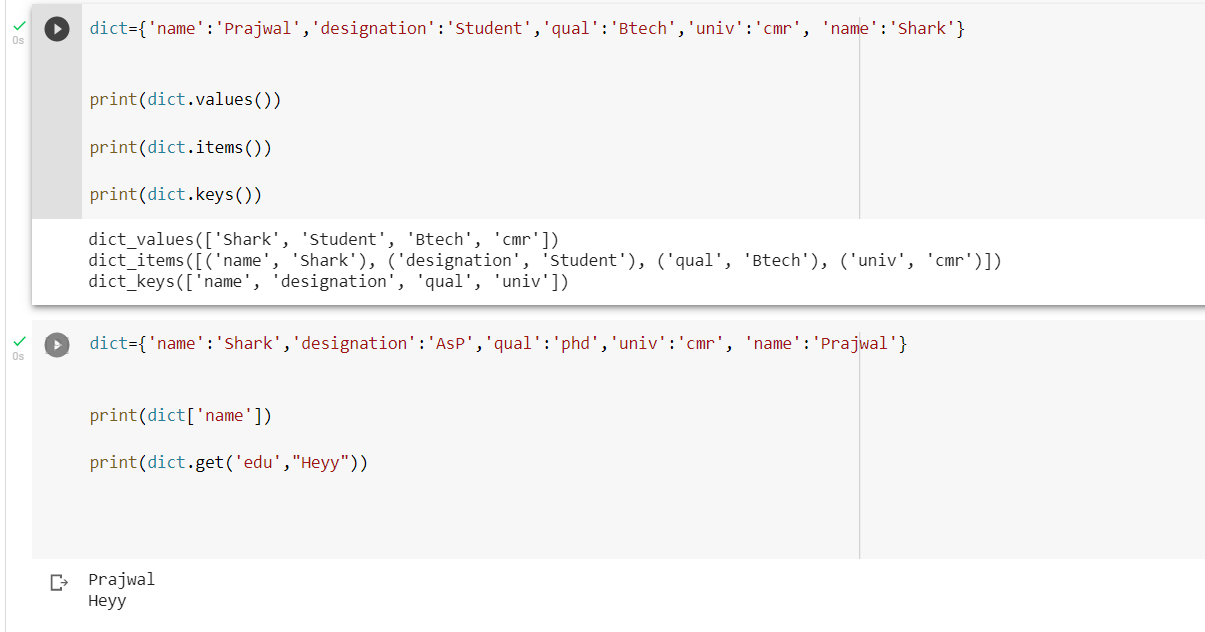 0s
dict={'name':'Prajwal','designation':'Student','qual':'Btech','univ':'cmr', 'name':'Shark'}
print(dict.values())
print(dict.items())
print(dict.keys())
dict_values(['Shark', 'Student', 'Btech', 'cmr'])
dict_items([('name', 'Shark'), ('designation', 'Student'), ('qual', 'Btech'), ('univ', 'cmr')])
dict_keys(['name', 'designation', 'qual', 'univ'])
0s
dict={'name':'Shark','designation':'AsP','qual':'phd','univ':'cmr', 'name':'Prajwal'}
print(dict['name'])
print(dict.get('edu',"Heyy"))
Prajwal
Heyy